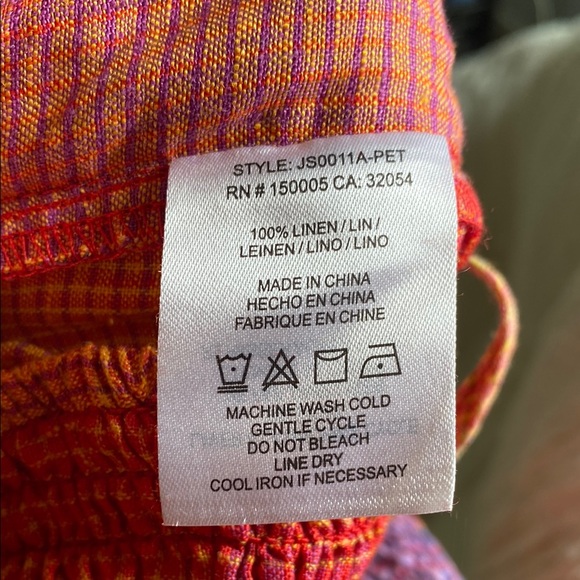 STYLE: JS0011A-PET
RN # 150005 CA: 32054
100% LINEN / LIN /
LEINEN / LINO / LINO
MADE IN CHINA
HECHO EN CHINA
FABRIQUE EN CHINE
MACHINE WASH COLD
GENTLE CYCLE
DO NOT BLEACH
LINE DRY
COOL IRON IF NECESSARY